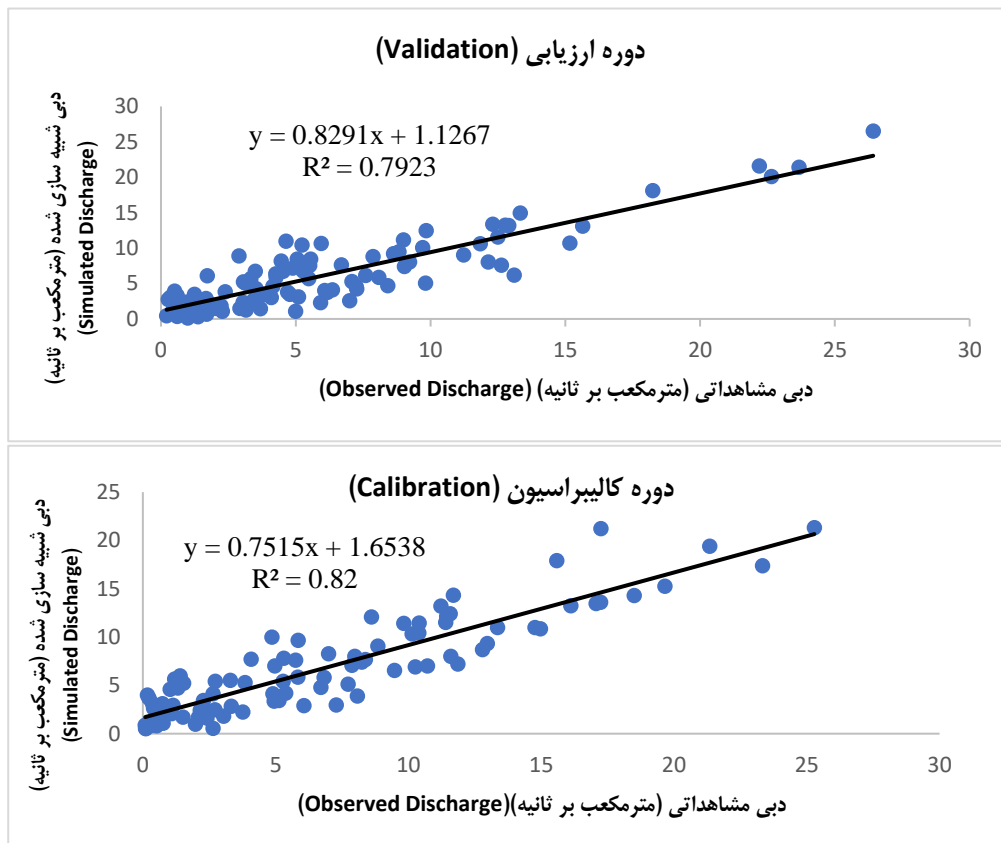 دوره ارزیابی (Validation)
دبی شبیه سازی شده (مترمکعب بر ثانیه)
(Simulated Discharge)
30
25
20
15
10
5
0
y = 0.8291x + 1.1267
R² = 0.7923
0 5 10 15 20 25 30
دبی مشاهداتی (مترمکعب بر ثانیه) (Observed Discharge)
دوره کالیبراسیون (Calibration)
دبی شبیه سازی شده (مترمکعب بر ثانیه)
(Simulated Discharge)
25
20
15
10
5
0
y = 0.7515x + 1.6538
R² = 0.82
0 5 10 15 20 25 30
دبی مشاهداتی (مترمکعب بر ثانیه)(Observed Discharge)